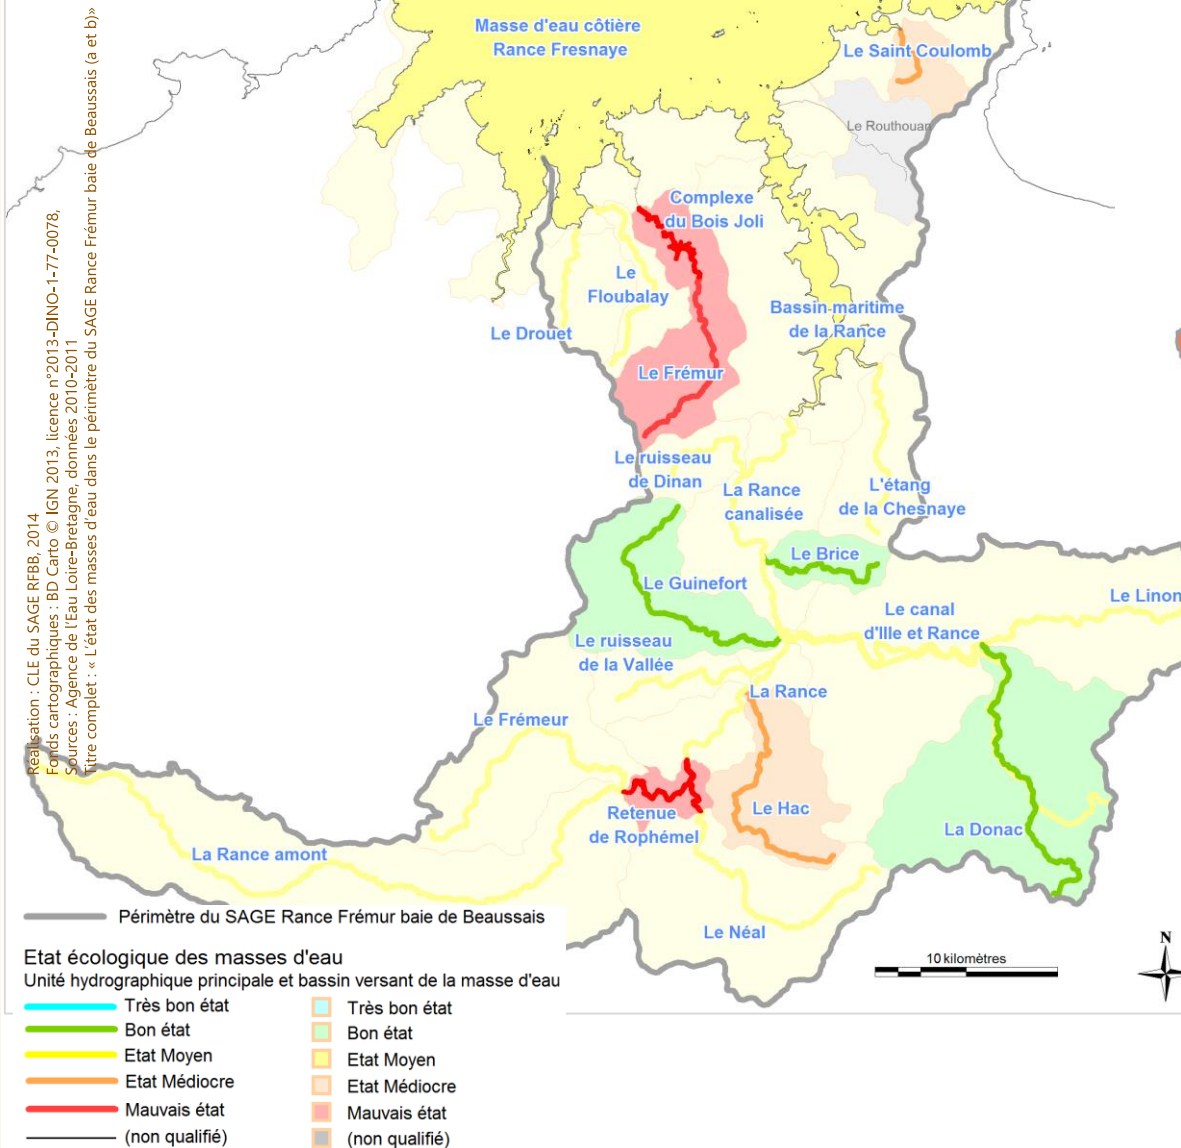 Masse d'eau côtière
Rance Fresnaye
Le Saint Coulomb
Le Routhouan
Complexe
du Bois Joli
Le
Floubalay
Le Drouet
Bassin maritime
de la Rance
Le Frémur
Le ruisseau
de Dinan
La Rance
canalisée
L'étang
de la Chesnaye
Le Brice
Le Guinefort
Le Linon
Le canal
d'Ille et Rance
Le ruisseau
de la Vallée
La Rance
Le Frémeur
Retenue
de Rophémel
Le Hac
La Donac
La Rance amont
Le Néal
Réalisation : CLE du SAGE RFBB, 2014
Fonds cartographiques : BD Carto © IGN 2013, licence n°2013-DINO-1-77-0078,
Sources : Agence de l'Eau Loire-Bretagne, données 2010-2011
Titre complet : « L'état des masses d'eau dans le périmètre du SAGE Rance Frémur baie de Beaussais (a et b)»
10 kilomètres
N
Périmètre du SAGE Rance Frémur baie de Beaussais
Etat écologique des masses d'eau
Unité hydrographique principale et bassin versant de la masse d'eau
Très bon état
Bon état
Etat Moyen
Etat Médiocre
Mauvais état
(non qualifié)
Très bon état
Bon état
Etat Moyen
Etat Médiocre
Mauvais état
(non qualifié)